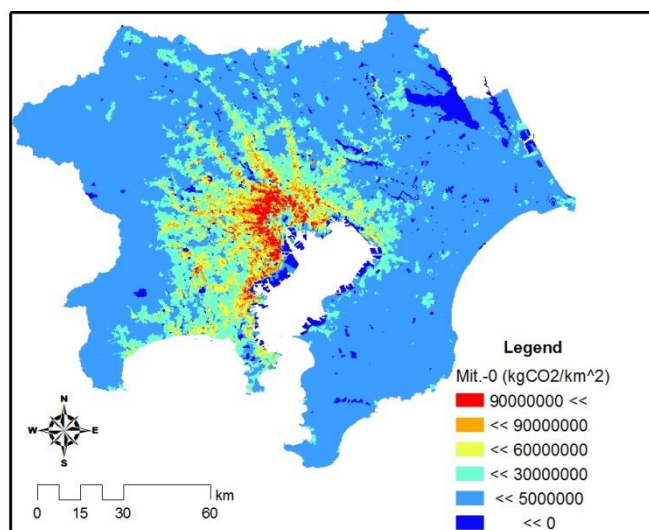 Legend
Mit.-0 (kgCO2/km^2)
90000000 <<
<< 90000000
<< 60000000
<< 30000000
<< 5000000
<< 0
N
W E
S
km
0 15 30 60